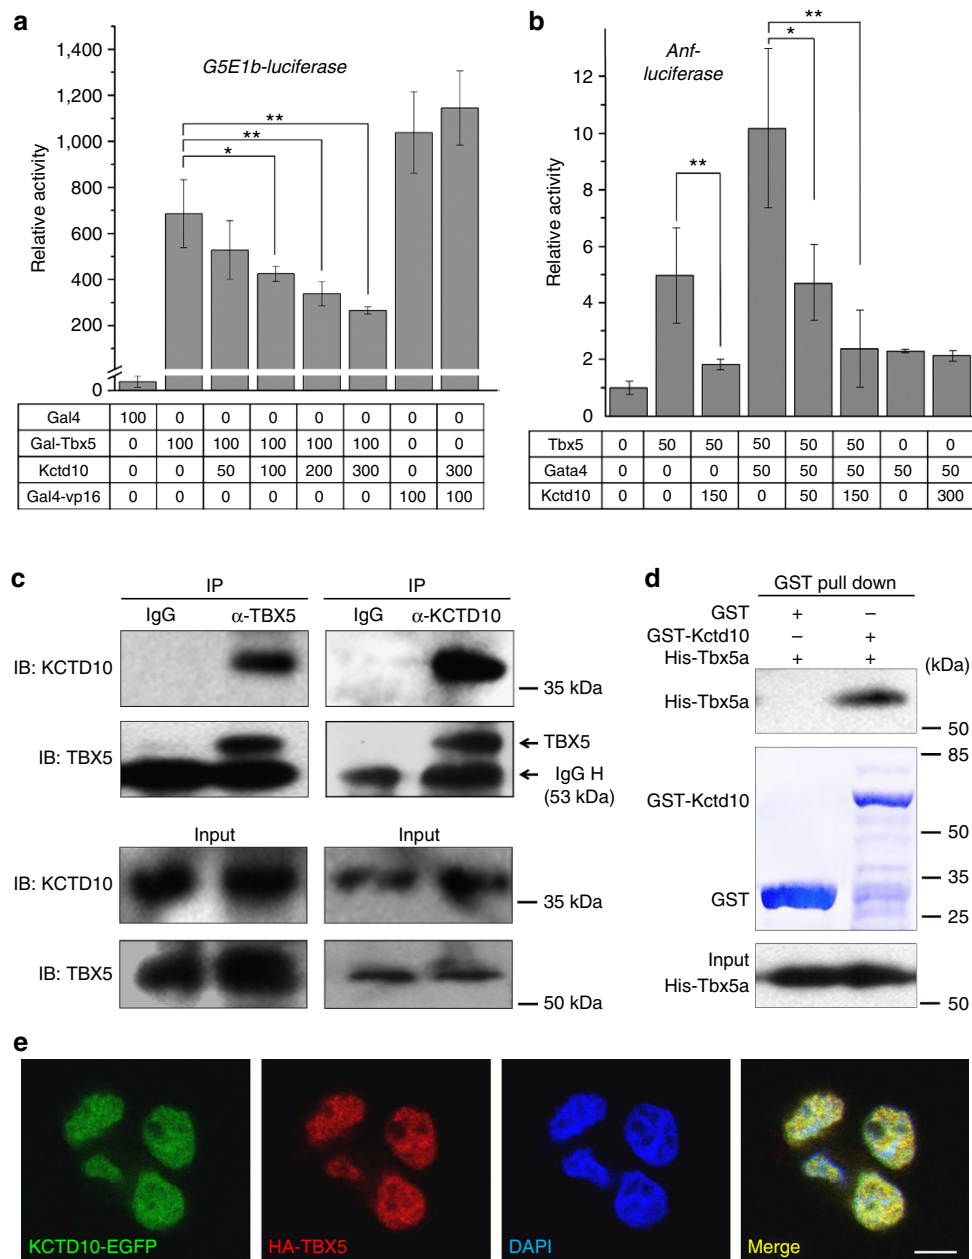 a
1,400
1,200
1,000
800
600
400
200
0
Relative activity
G5E1b-luciferase
**
**
*
Gal4 100 0 0 0 0 0 0 0
Gal-Tbx5 0 100 100 100 100 100 0 0
Kctd10 0 0 50 100 200 300 0 300
Gal4-vp16 0 0 0 0 0 0 100 100
b
12
10
8
6
4
2
0
Relative activity
Anf-
luciferase
**
**
*
Tbx5 0 50 50 50 50 50 0 0
Gata4 0 0 0 50 50 50 50 50
Kctd10 0 0 150 0 50 150 0 300
c
IP
IgG α-TBX5
IP
IgG α-KCTD10
IB: KCTD10
35 kDa
IB: TBX5
TBX5
IgG H
(53 kDa)
Input
Input
IB: KCTD10
35 kDa
IB: TBX5
50 kDa
d
GST pull down
GST + –
GST-Kctd10 – +
His-Tbx5a + + (kDa)
His-Tbx5a
50
85
GST-Kctd10
50
35
GST
25
Input
His-Tbx5a
50
e
KCTD10-EGFP
HA-TBX5
DAPI
Merge